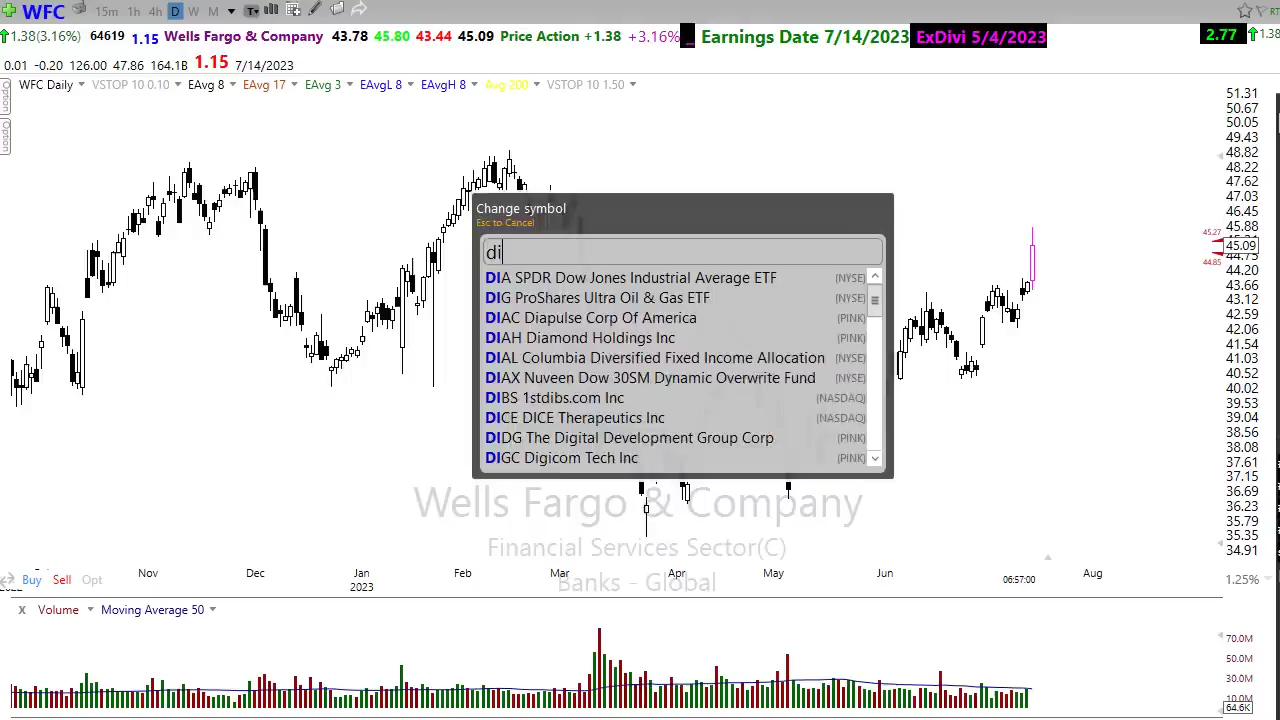 WFC 15m 1h 4h D W M T RT
1.38(3.16%) 64619 1.15 Wells Fargo & Company 43.78 45.80 43.44 45.09 Price Action +1.38 +3.16% _ Earnings Date 7/14/2023 ExDivi 5/4/2023 2.77 1.38
0.01 -0.20 126.00 47.86 164.1B 1.15 7/14/2023
WFC Daily VSTOP 10 0.10 EAvg 8 EAvg 17 EAvg 3 EAvgL 8 EAvgH 8 Avg 200 VSTOP 10 1.50
Option
Option
51.31
50.67
50.05
49.43
48.82
48.22
47.62
47.03
46.45
45.88
45.27
45.09
44.75
44.85
44.20
43.66
43.12
42.59
42.06
41.54
41.03
40.52
40.02
39.53
39.04
38.56
38.08
37.61
37.15
36.69
36.23
35.79
35.35
34.91
Change symbol
Esc to Cancel
di
DIA SPDR Dow Jones Industrial Average ETF (NYSE)
DIG ProShares Ultra Oil & Gas ETF (NYSE)
DIAC Diapulse Corp Of America (PINK)
DIAH Diamond Holdings Inc (PINK)
DIAL Columbia Diversified Fixed Income Allocation (NYSE)
DIAX Nuveen Dow 30SM Dynamic Overwrite Fund (NYSE)
DIBS 1stdibs.com Inc (NASDAQ)
DICE DICE Therapeutics Inc (NASDAQ)
DIDG The Digital Development Group Corp (PINK)
DIGC Digicom Tech Inc (PINK)
Wells Fargo & Company
Financial Services Sector(C)
Banks - Global
Nov Dec Jan Feb Mar Apr May Jun 06:57:00 Aug
2023
Buy Sell Opt 1.25%
X Volume Moving Average 50
70.0M
50.0M
30.0M
10.0M
64.6K